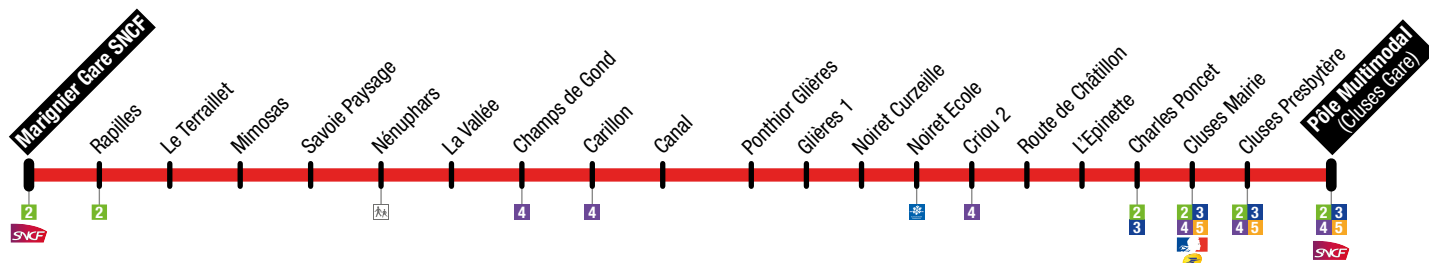 Marignier Gare SNCF
Rapilles
Le Terraillet
Mimosas
Savoie Paysage
Nénuphars
La Vallée
Champs de Gond
Carillon
Canal
Ponthior Glières
Glières 1
Noiret Curzeille
Noiret Ecole
Criou 2
Route de Châtillon
L'Epinette
Charles Poncet
Cluses Mairie
Cluses Presbytère
Pôle Multimodal
(Cluses Gare)
2
SNCF
2
4
4
4
2
3
2 3
4 5
2 3
4 5
2 3
4 5
SNCF